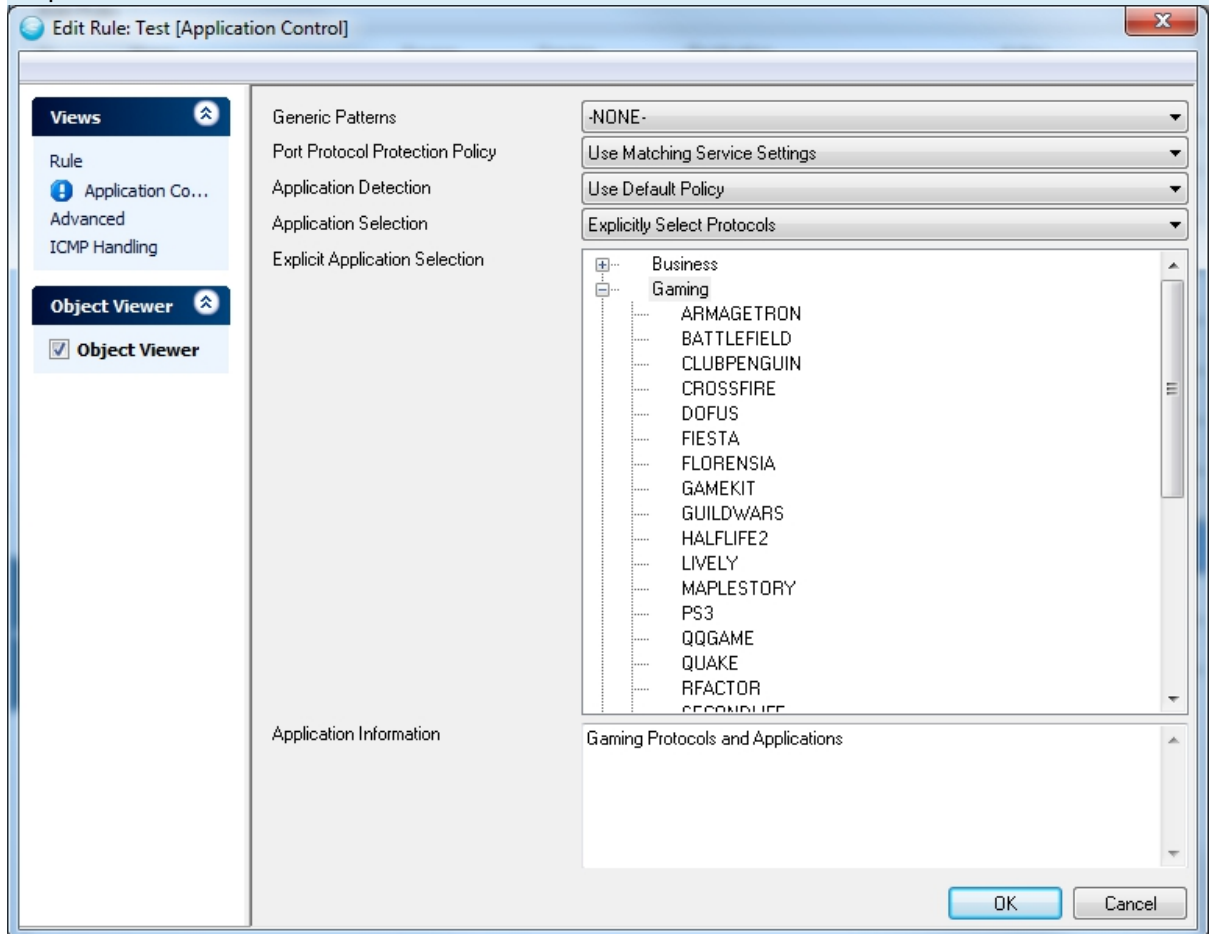 Edit Rule: Test [Application Control]
Views
Rule
Application Co...
Advanced
ICMP Handling
Object Viewer
Object Viewer
Generic Patterns
-NONE-
Port Protocol Protection Policy
Use Matching Service Settings
Application Detection
Use Default Policy
Application Selection
Explicitly Select Protocols
Explicit Application Selection
Business
Gaming
ARMAGETRON
BATTLEFIELD
CLUBPENGUIN
CROSSFIRE
DOFUS
FIESTA
FLORENSIA
GAMEKIT
GUILDWARS
HALFLIFE2
LIVELY
MAPLESTORY
PS3
QQGAME
QUAKE
RFACTOR
SECONDLIFE
Application Information
Gaming Protocols and Applications
OK
Cancel